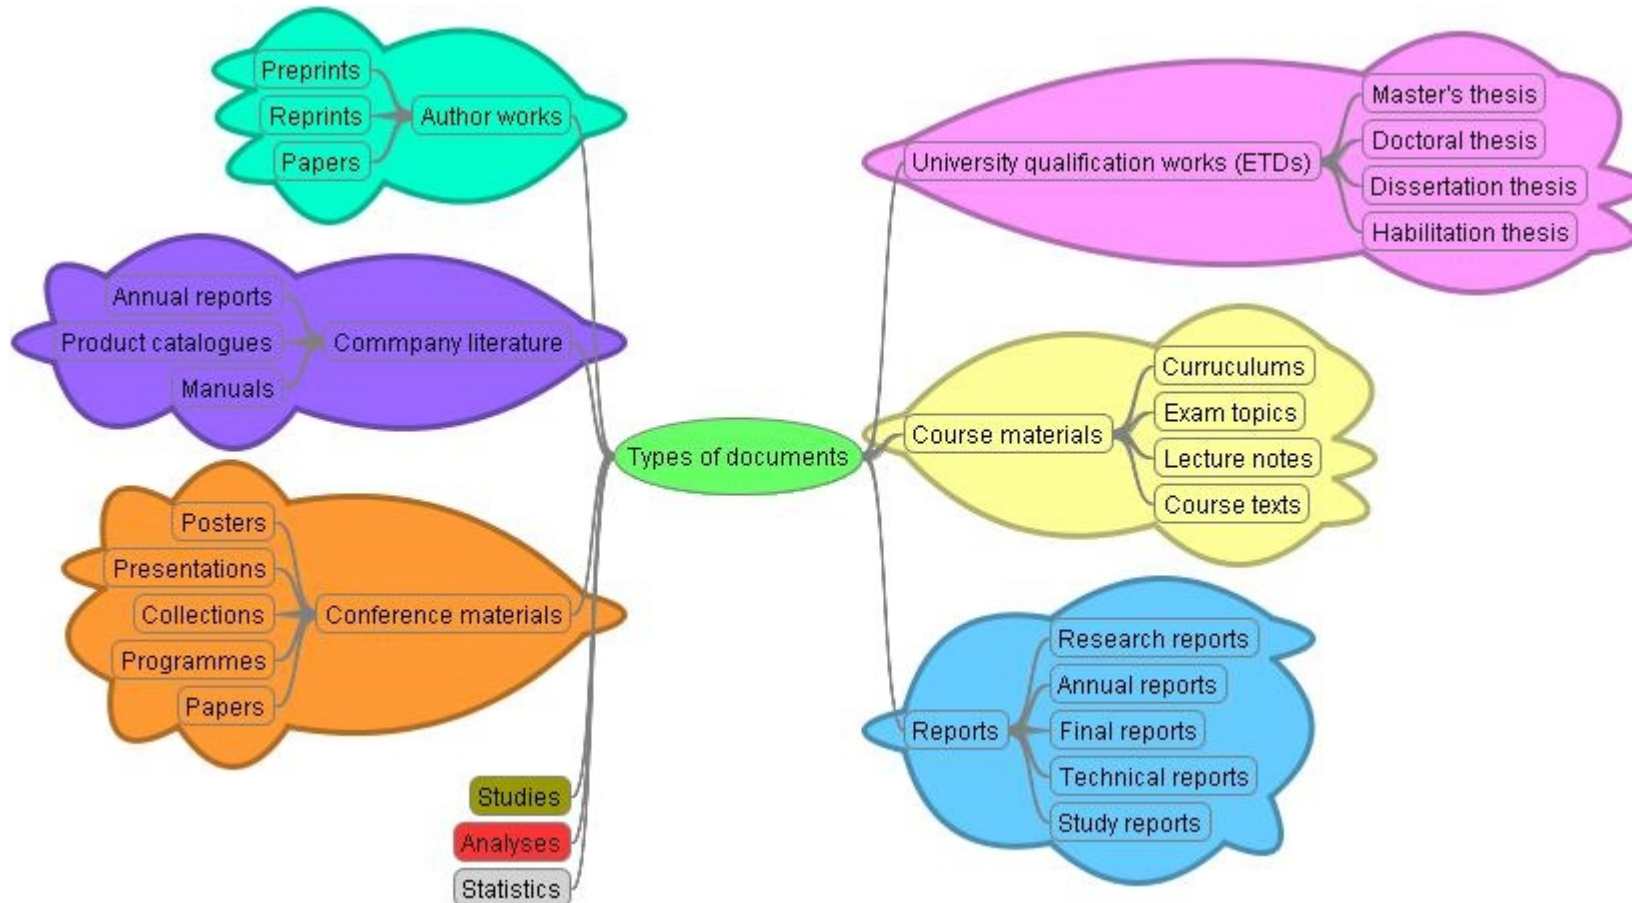 Preprints
Reprints
Papers
Author works
Annual reports
Product catalogues
Manuals
Commpany literature
Posters
Presentations
Collections
Programmes
Papers
Conference materials
Studies
Analyses
Statistics
Types of documents
University qualification works (ETDs)
Master's thesis
Doctoral thesis
Dissertation thesis
Habilitation thesis
Course materials
Curruculums
Exam topics
Lecture notes
Course texts
Reports
Research reports
Annual reports
Final reports
Technical reports
Study reports